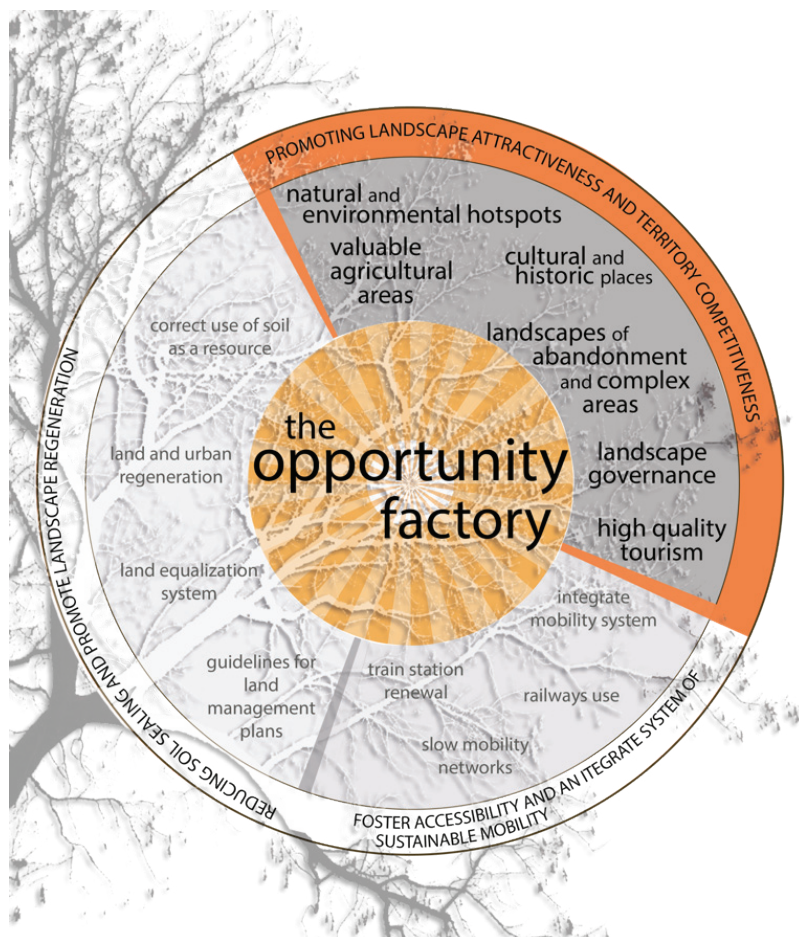 PROMOTING LANDSCAPE ATTRACTIVENESS AND TERRITORY COMPETITIVENESS
natural and
environmental hotspots
valuable
agricultural
areas
cultural and
historic places
landscapes of
abandonment
and complex
areas
landscape
governance
high quality
tourism
the
opportunity
factory
correct use of soil
as a resource
land and urban
regeneration
land equalization
system
guidelines for
land
management
plans
REDUCING SOIL SEALING AND PROMOTE LANDSCAPE REGENERATION
integrate
mobility system
train station
renewal
railways use
slow mobility
networks
FOSTER ACCESSIBILITY AND AN ITEGRATE SYSTEM OF
SUSTAINABLE MOBILITY